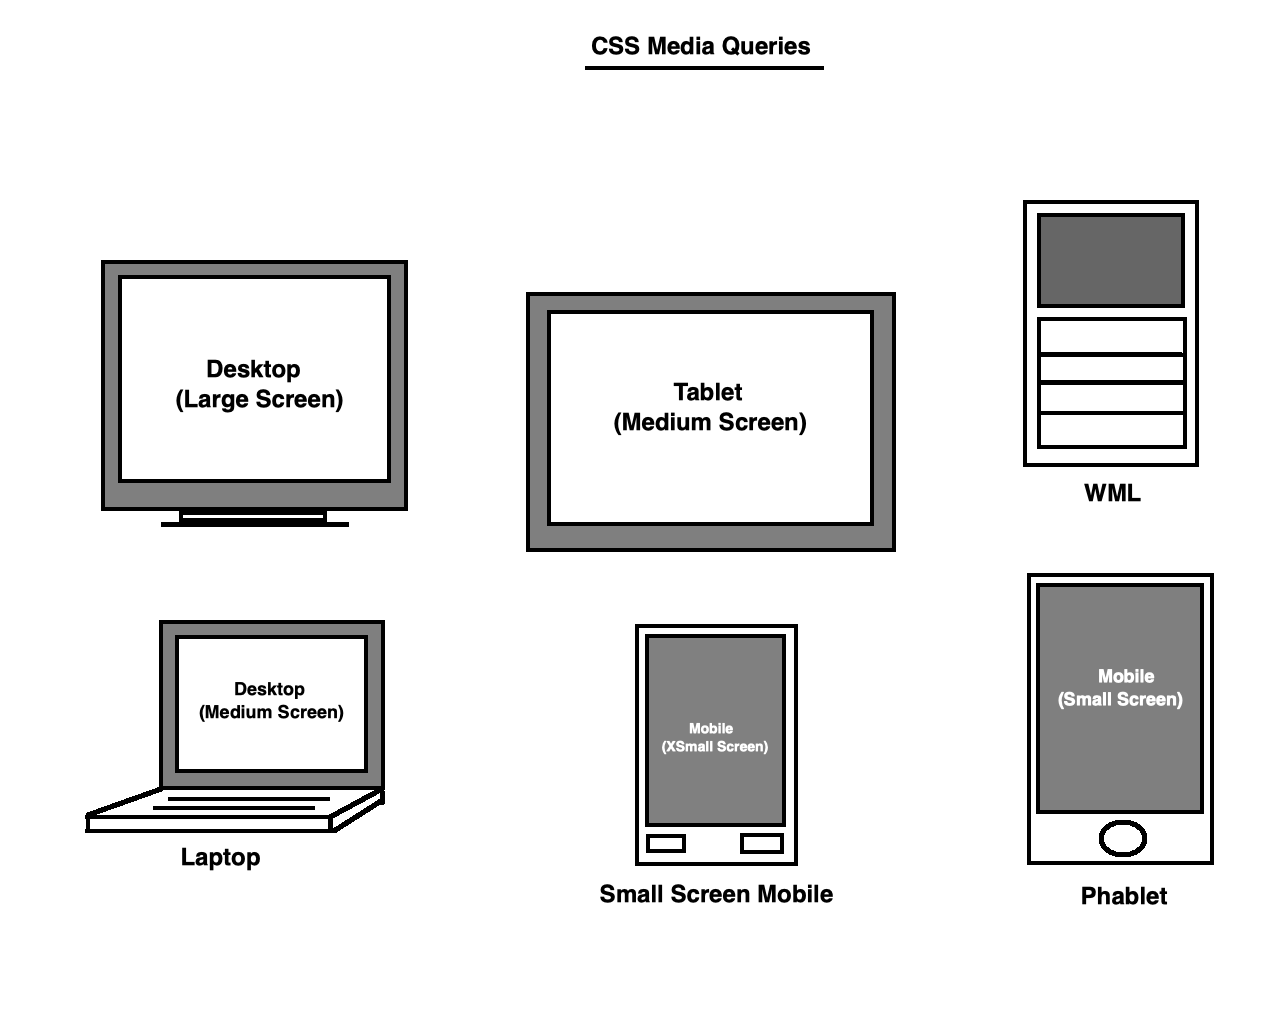 CSS Media Queries
Desktop
(Large Screen)
Tablet
(Medium Screen)
WML
Desktop
(Medium Screen)
Laptop
Mobile
(XSmall Screen)
Small Screen Mobile
Mobile
(Small Screen)
Phablet